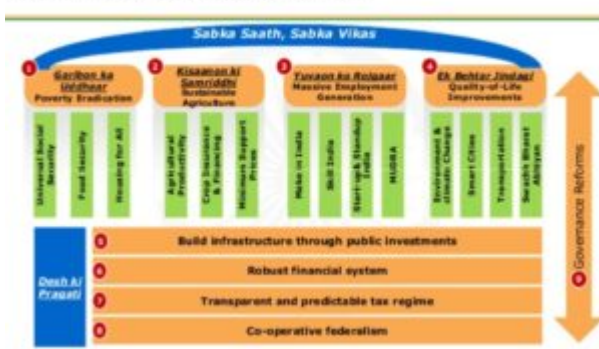 Sabka Saath, Sabka Vikas
1
Garibon ka
Uddhaar
Poverty Eradication
2
Kisaanon ki
Samriddhi
Sustainable
Agriculture
3
Yuvaon ko Rojgaar
Massive Employment
Generation
4
Ek Behtar Jindagi
Quality-of-Life
Improvements
Universal Social
Security
Food Security
Housing for All
Agricultural
Productivity
Crop Insurance
& Financing
Minimum Support
Prices
Make in India
Skill India
Start-up & Standup
India
MUDRA
Environment &
climatic Change
Smart Cities
Transportation
Swachh Bharat
Abhiyan
Desh ki
Pragati
5
Build infrastructure through public investments
6
Robust financial system
7
Transparent and predictable tax regime
8
Co-operative federalism
9
Governance Reforms